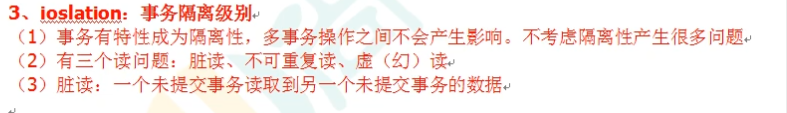 3、ioslation：事务隔离级别
（1）事务有特性成为隔离性，多事务操作之间不会产生影响。不考虑隔离性产生很多问题
（2）有三个读问题：脏读、不可重复读、虚（幻）读
（3）脏读：一个未提交事务读取到另一个未提交事务的数据